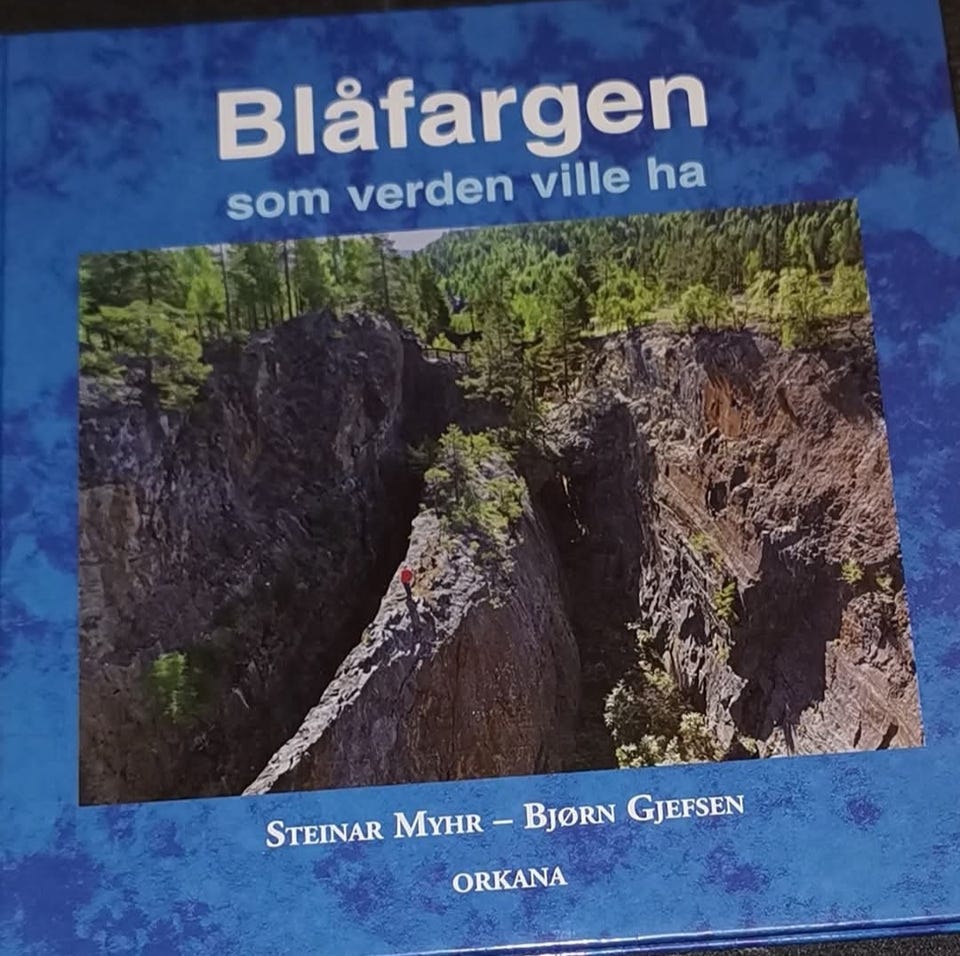 Blåfargen
som verden ville ha
Steinar Myhr – Bjørn Gjefsen
ORKANA